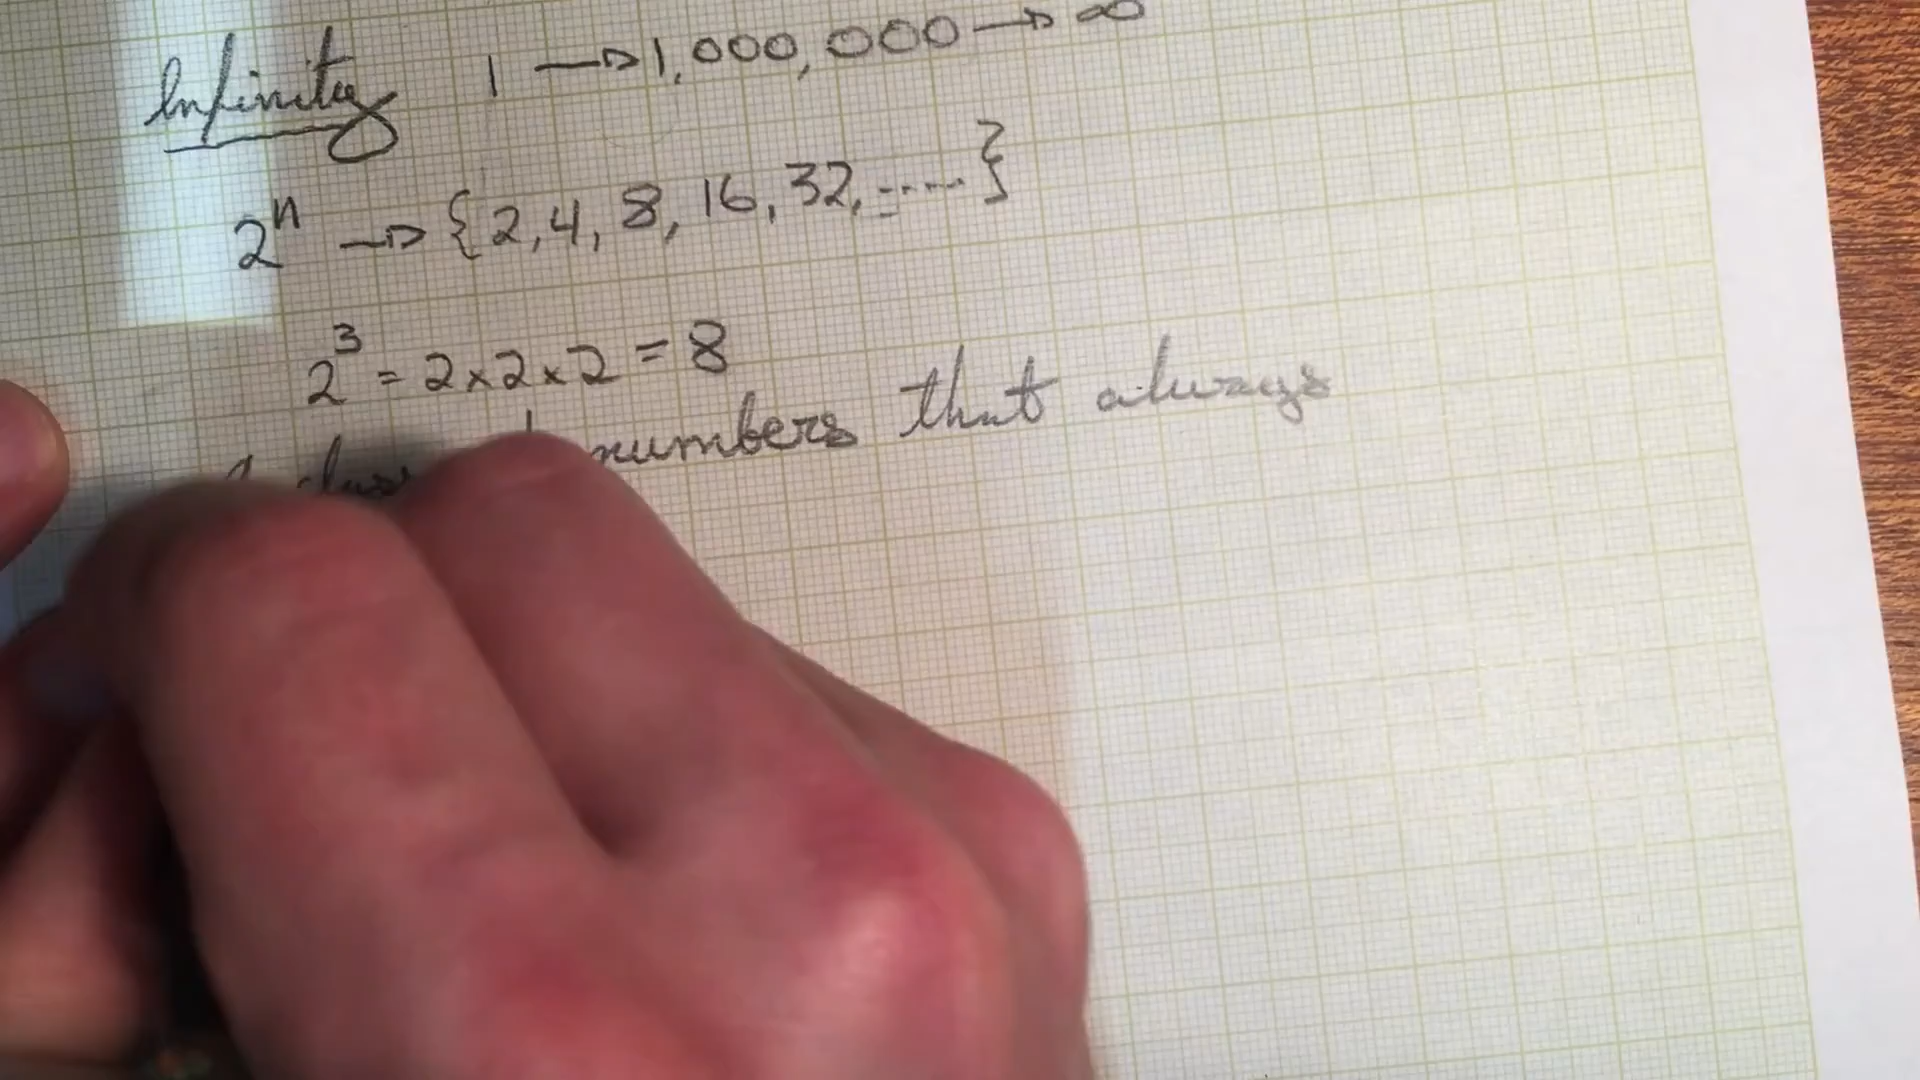 Infinity 1 → 1,000,000 → ∞
2ⁿ → {2, 4, 8, 16, 32, ......}
2³ = 2 x 2 x 2 = 8
numbers that always